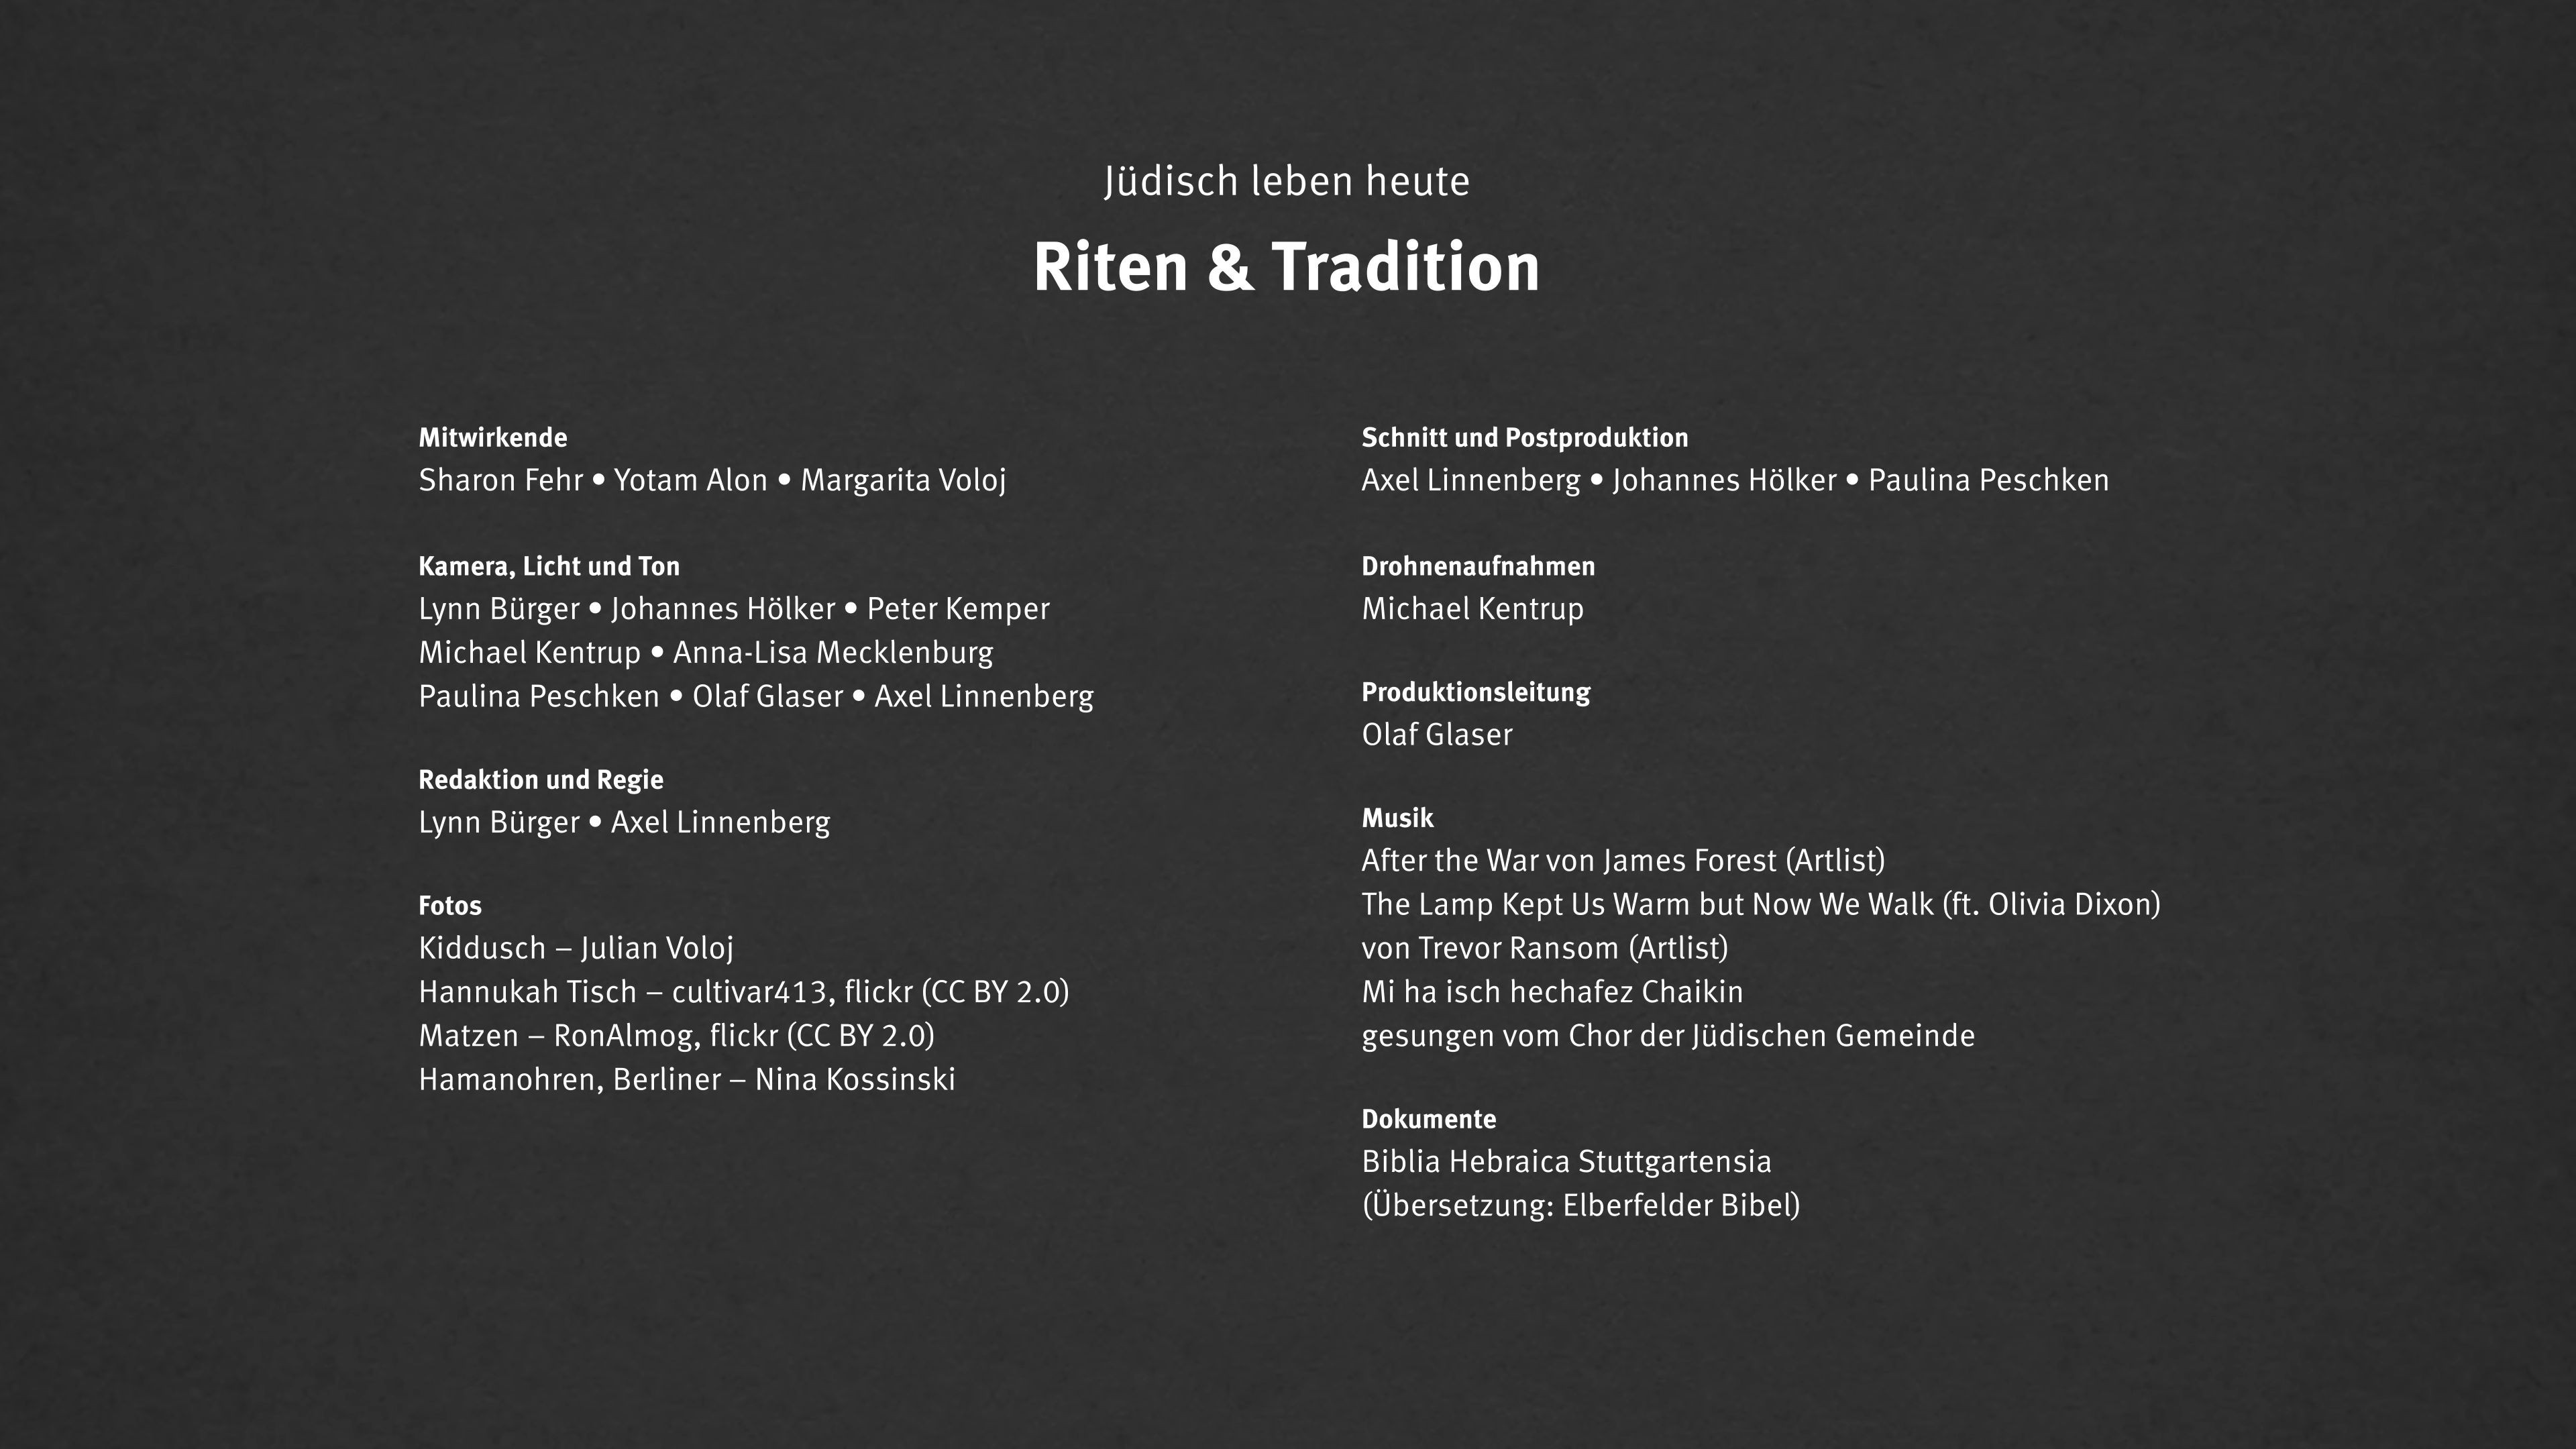 Jüdisch leben heute
Riten & Tradition
Mitwirkende
Sharon Fehr • Yotam Alon • Margarita Voloj
Kamera, Licht und Ton
Lynn Bürger • Johannes Hölker • Peter Kemper
Michael Kentrup • Anna-Lisa Mecklenburg
Paulina Peschken • Olaf Glaser • Axel Linnenberg
Redaktion und Regie
Lynn Bürger • Axel Linnenberg
Fotos
Kiddusch – Julian Voloj
Hannukah Tisch – cultivar413, flickr (CC BY 2.0)
Matzen – RonAlmog, flickr (CC BY 2.0)
Hamanohren, Berliner – Nina Kossinski
Schnitt und Postproduktion
Axel Linnenberg • Johannes Hölker • Paulina Peschken
Drohnenaufnahmen
Michael Kentrup
Produktionsleitung
Olaf Glaser
Musik
After the War von James Forest (Artlist)
The Lamp Kept Us Warm but Now We Walk (ft. Olivia Dixon)
von Trevor Ransom (Artlist)
Mi ha isch hechafez Chaikin
gesungen vom Chor der Jüdischen Gemeinde
Dokumente
Biblia Hebraica Stuttgartensia
(Übersetzung: Elberfelder Bibel)